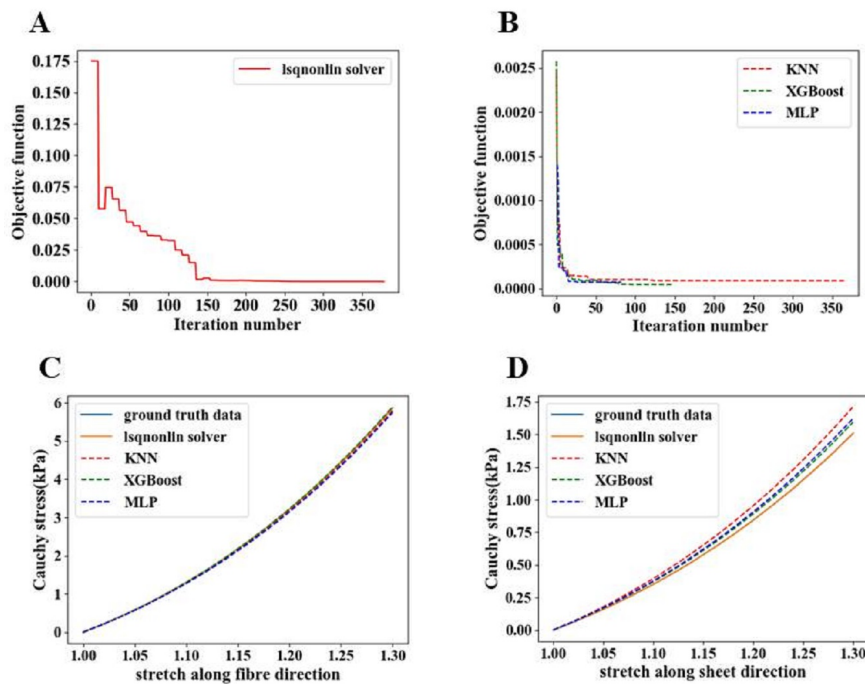 A
B
0.175
0.150
0.125
0.100
0.075
0.050
0.025
0.000
Objective function
lsqnonlin solver
0 50 100 150 200 250 300 350
Iteration number
0.0025
0.0020
0.0015
0.0010
0.0005
0.0000
Objective function
KNN
XGBoost
MLP
0 50 100 150 200 250 300 350
Itearation number
C
D
6
5
4
3
2
1
0
Cauchy stress(kPa)
ground truth data
lsqnonlin solver
KNN
XGBoost
MLP
1.00 1.05 1.10 1.15 1.20 1.25 1.30
stretch along fibre direction
1.75
1.50
1.25
1.00
0.75
0.50
0.25
0.00
Cauchy stress(kPa)
ground truth data
lsqnonlin solver
KNN
XGBoost
MLP
1.00 1.05 1.10 1.15 1.20 1.25 1.30
stretch along sheet direction